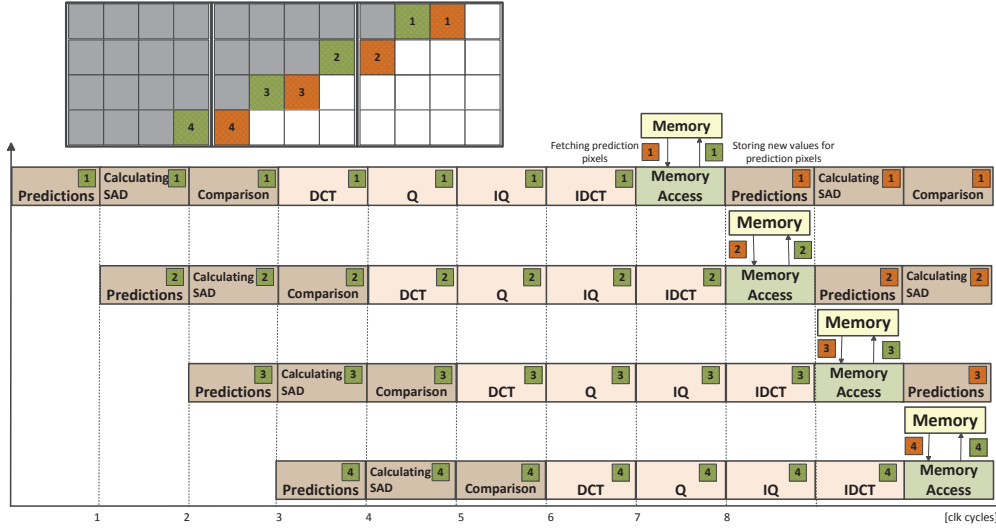 1 1
2 2
3 3
4 4
Memory
Fetching prediction pixels
1 1
Storing new values for prediction pixels
Predictions 1
Calculating SAD 1
Comparison 1
DCT 1
Q 1
IQ 1
IDCT 1
Memory Access
Predictions 1
Calculating SAD 1
Comparison 1
Memory
2 2
Predictions 2
Calculating SAD 2
Comparison 2
DCT 2
Q 2
IQ 2
IDCT 2
Memory Access
Predictions 2
Calculating SAD 2
Memory
3 3
Predictions 3
Calculating SAD 3
Comparison 3
DCT 3
Q 3
IQ 3
IDCT 3
Memory Access
Predictions 3
Memory
4 4
Predictions 4
Calculating SAD 4
Comparison 4
DCT 4
Q 4
IQ 4
IDCT 4
Memory Access
1 2 3 4 5 6 7 8 [clk cycles]